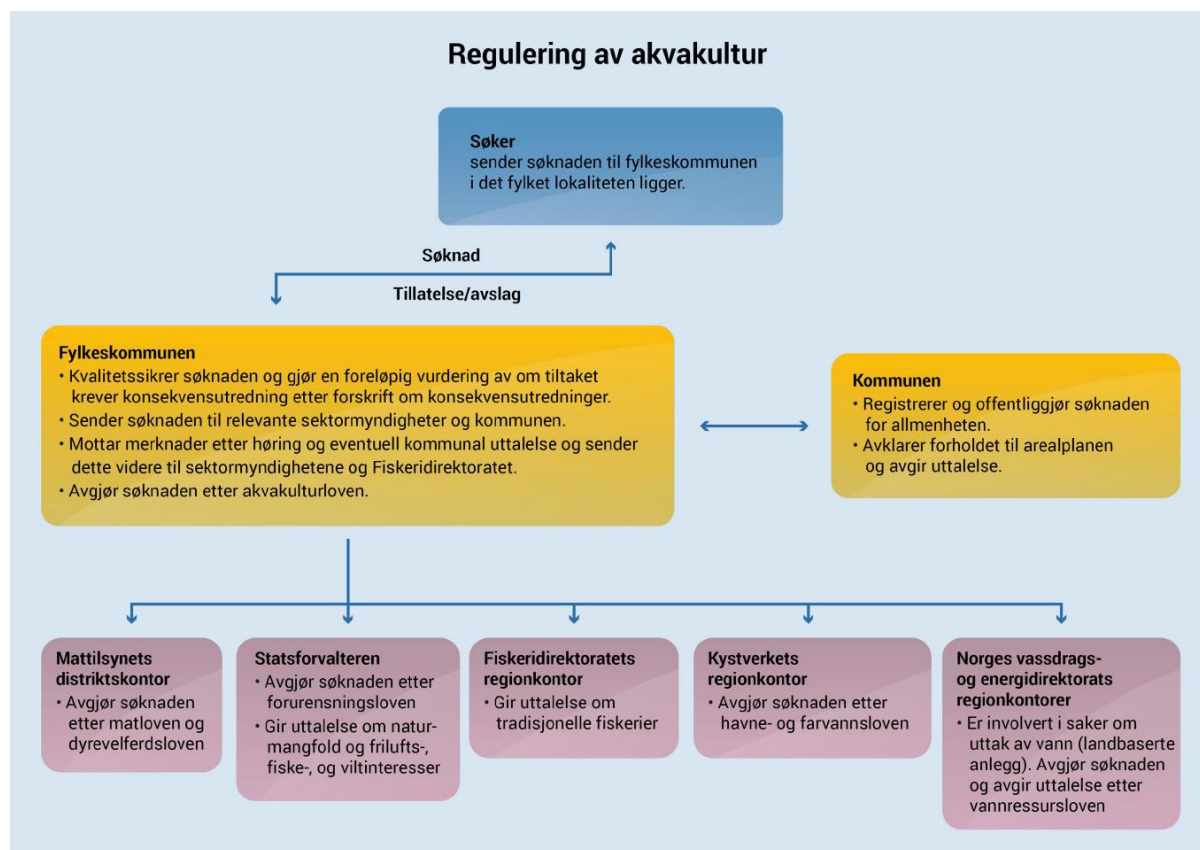 Regulering av akvakultur
Søker
sender søknaden til fylkeskommunen
i det fylket lokaliteten ligger.
Søknad
Tillatelse/avslag
Fylkeskommunen
• Kvalitetssikrer søknaden og gjør en foreløpig vurdering av om tiltaket
krever konsekvensutredning etter forskrift om konsekvensutredninger.
• Sender søknaden til relevante sektormyndigheter og kommunen.
• Mottar merknader etter høring og eventuell kommunal uttalelse og sender
dette videre til sektormyndighetene og Fiskeridirektoratet.
• Avgjør søknaden etter akvakulturloven.
Kommunen
• Registrerer og offentliggjør søknaden
for allmenheten.
• Avklarer forholdet til arealplanen
og avgir uttalelse.
Mattilsynets
distriktskontor
• Avgjør søknaden
etter matloven og
dyrevelferdsloven
Statsforvalteren
• Avgjør søknaden etter
forurensningsloven
• Gir uttalelse om natur-
mangfold og frilufts-,
fiske-, og viltinteresser
Fiskeridirektoratets
regionkontor
• Gir uttalelse om
tradisjonelle fiskerier
Kystverkets
regionkontor
• Avgjør søknaden etter
havne- og farvannsloven
Norges vassdrags-
og energidirektorats
regionkontorer
• Er involvert i saker om
uttak av vann (landbaserte
anlegg). Avgjør søknaden
og avgir uttalelse etter
vannressursloven